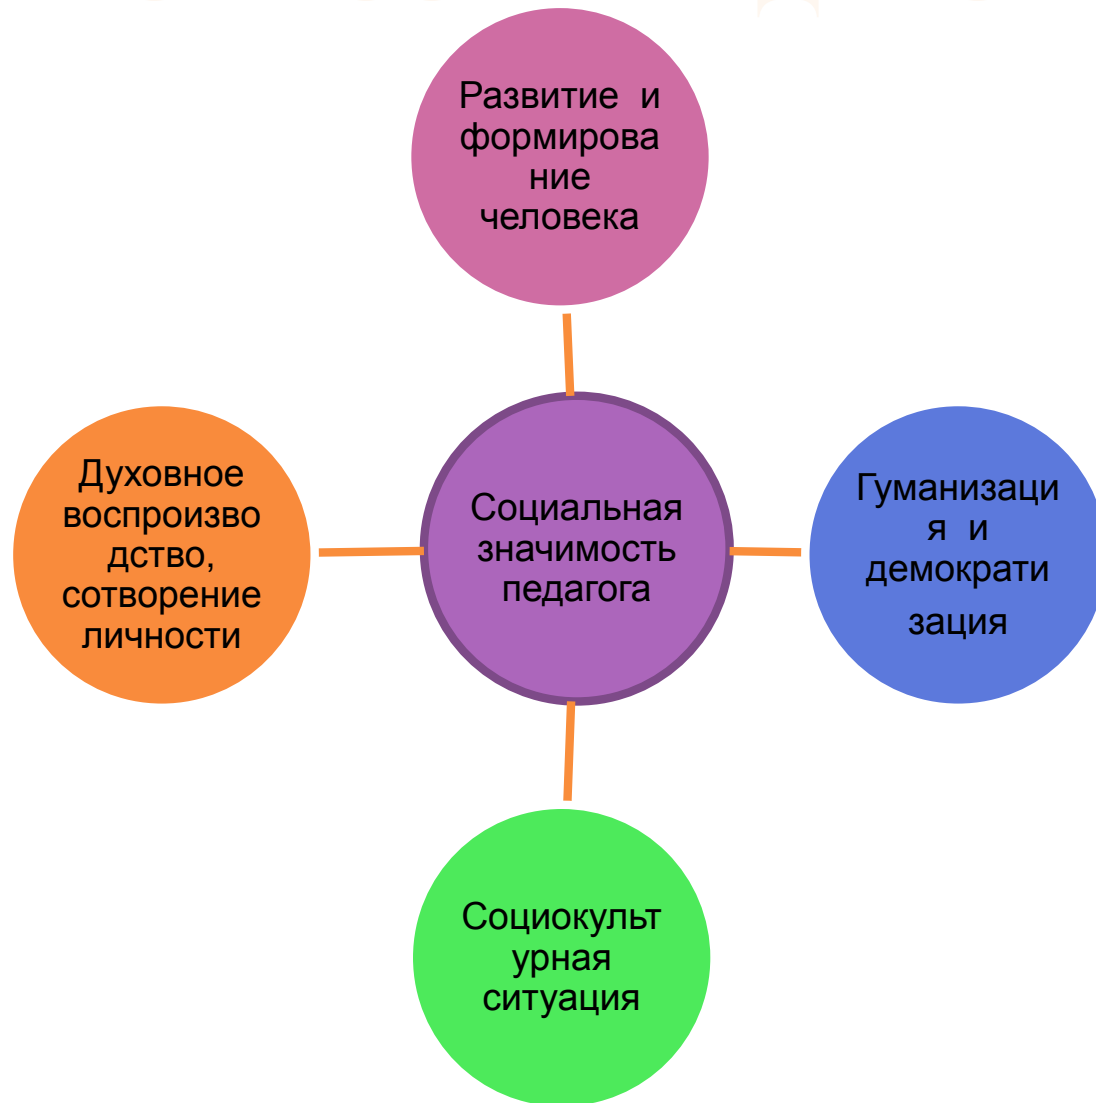 Развитие и
формирова
ние
человека
Духовное
воспроизво
дство,
сотворение
личности
Социальная
значимость
педагога
Гуманизаци
я и
демократи
зация
Социокульт
урная
ситуация